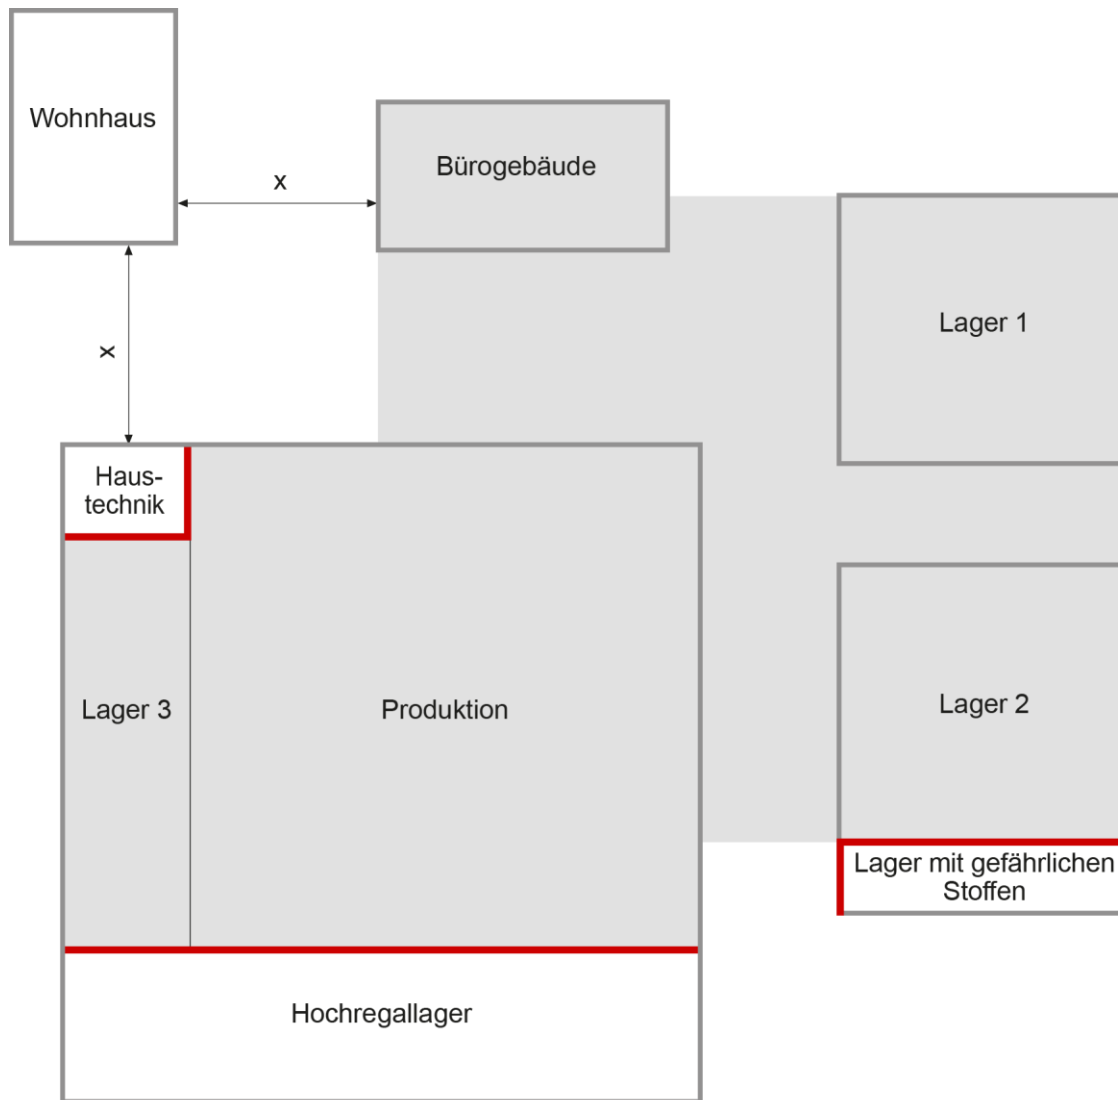 Wohnhaus
Bürogebäude
x
Lager 1
x
Haus-
technik
Lager 3
Produktion
Lager 2
Lager mit gefährlichen
Stoffen
Hochregallager